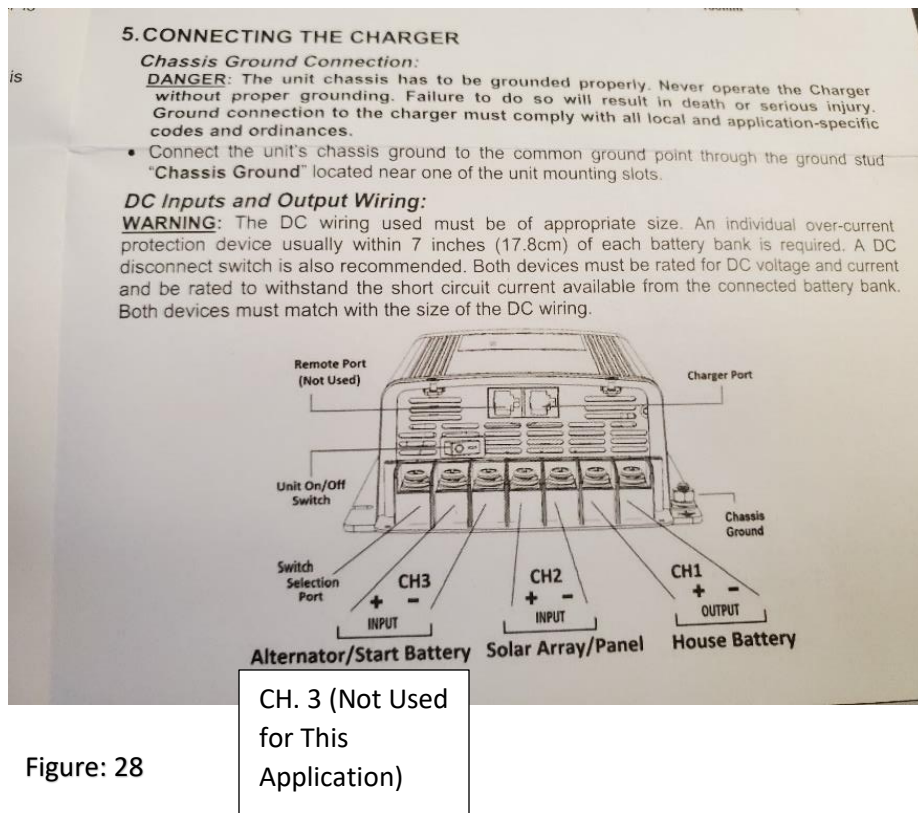 is
5. CONNECTING THE CHARGER
Chassis Ground Connection:
DANGER: The unit chassis has to be grounded properly. Never operate the Charger
without proper grounding. Failure to do so will result in death or serious injury.
Ground connection to the charger must comply with all local and application-specific
codes and ordinances.
• Connect the unit's chassis ground to the common ground point through the ground stud
"Chassis Ground" located near one of the unit mounting slots.
DC Inputs and Output Wiring:
WARNING: The DC wiring used must be of appropriate size. An individual over-current
protection device usually within 7 inches (17.8cm) of each battery bank is required. A DC
disconnect switch is also recommended. Both devices must be rated for DC voltage and current
and be rated to withstand the short circuit current available from the connected battery bank.
Both devices must match with the size of the DC wiring.
Remote Port
(Not Used)
Charger Port
Unit On/Off
Switch
Chassis
Ground
Switch
Selection
Port
CH3
+ -
INPUT
Alternator/Start Battery
CH2
+ -
INPUT
Solar Array/Panel
CH1
+ -
OUTPUT
House Battery
CH. 3 (Not Used
for This
Application)
Figure: 28